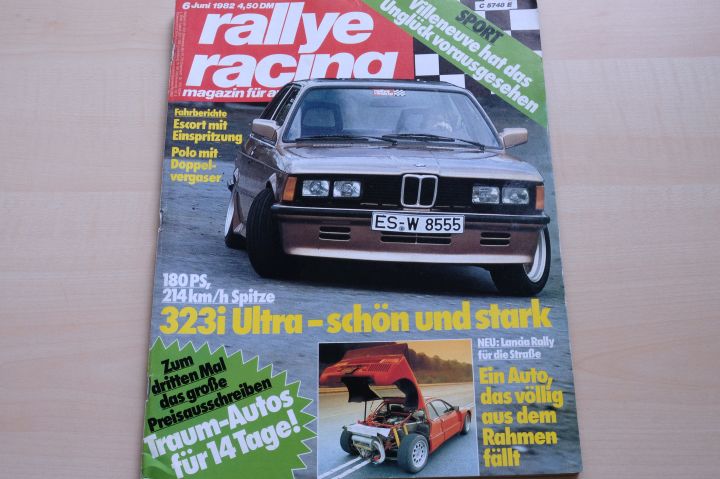 6 Juni 1982 4,50 DM
C 5740 E
rallye
racing
magazin für au
SPORT
Villeneuve hat das
Unglück vorausgesehen
Fahrberichte
Escort mit
Einspritzung
Polo mit
Doppel-
vergaser
ES-W 8555
180 PS,
214 km/h Spitze
323i Ultra – schön und stark
NEU: Lancia Rally
für die Straße
Ein Auto,
das völlig
aus dem
Rahmen
fällt
Zum
dritten Mal
das große
Preisausschreiben
Traum-Autos
für 14 Tage!